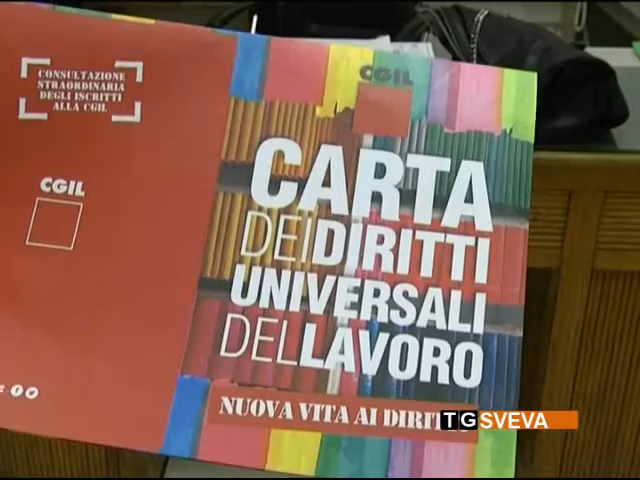 CONSULTAZIONE
STRAORDINARIA
DEGLI ISCRITTI
ALLA CGIL
CGIL
CGIL
CARTA
DEI DIRITTI
UNIVERSALI
DEL LAVORO
NUOVA VITA AI
TG SVEVA